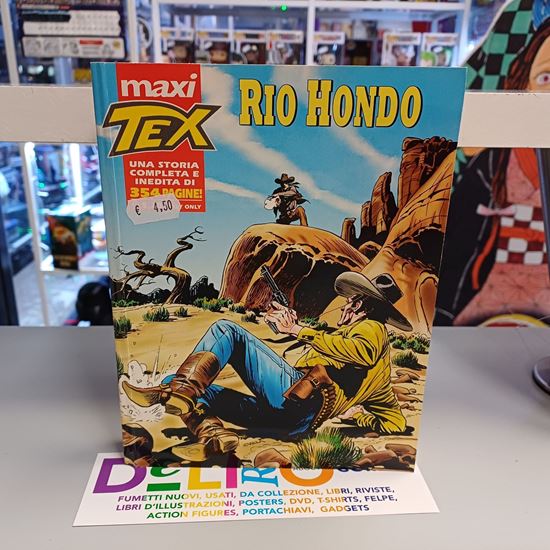 maxi
TEX
RIO HONDO
UNA STORIA
COMPLETA E
INEDITA DI
354 PAGINE!
€ 4,50
ONLY
FUMETTI NUOVI, USATI, DA COLLEZIONE, LIBRI, RIVISTE,
LIBRI D'ILLUSTRAZIONI, POSTERS, DVD, T-SHIRTS, FELPE,
ACTION FIGURES, PORTACHIAVI, GADGETS